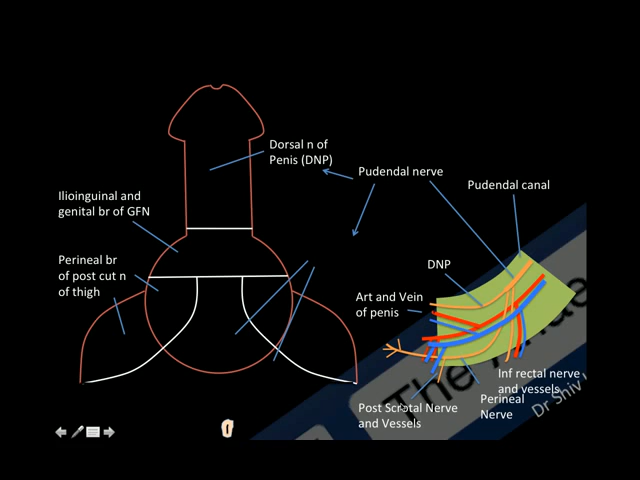 Dorsal n of
Penis (DNP)
Pudendal nerve
Pudendal canal
Ilioinguinal and
genital br of GFN
Perineal br
of post cut n
of thigh
DNP
Art and Vein
of penis
Inf rectal nerve
and vessels
Perineal
Nerve
Post Scrotal Nerve
and Vessels
The
Dr Shiv